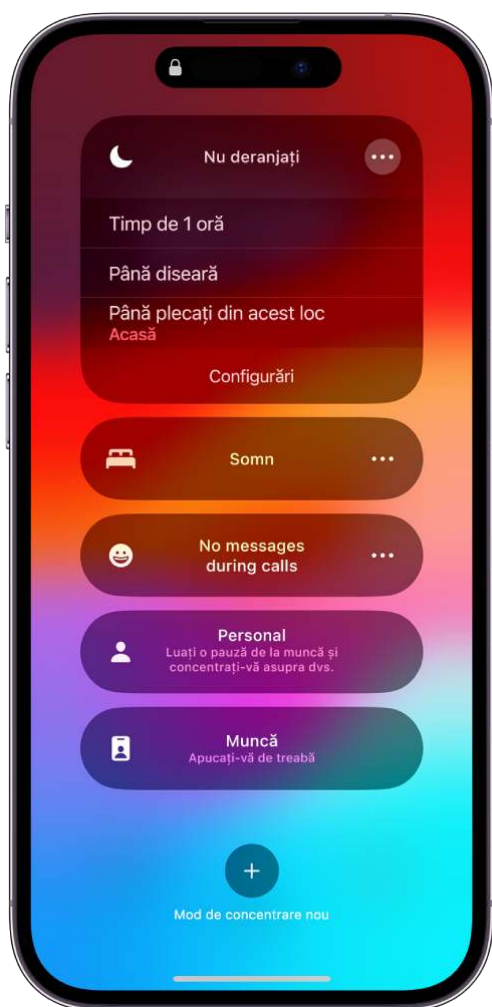 Nu deranjați
Timp de 1 oră
Până diseară
Până plecați din acest loc
Acasă
Configurări
Somn
No messages
during calls
Personal
Luați o pauză de la muncă și
concentrați-vă asupra dvs.
Muncă
Apucați-vă de treabă
Mod de concentrare nou